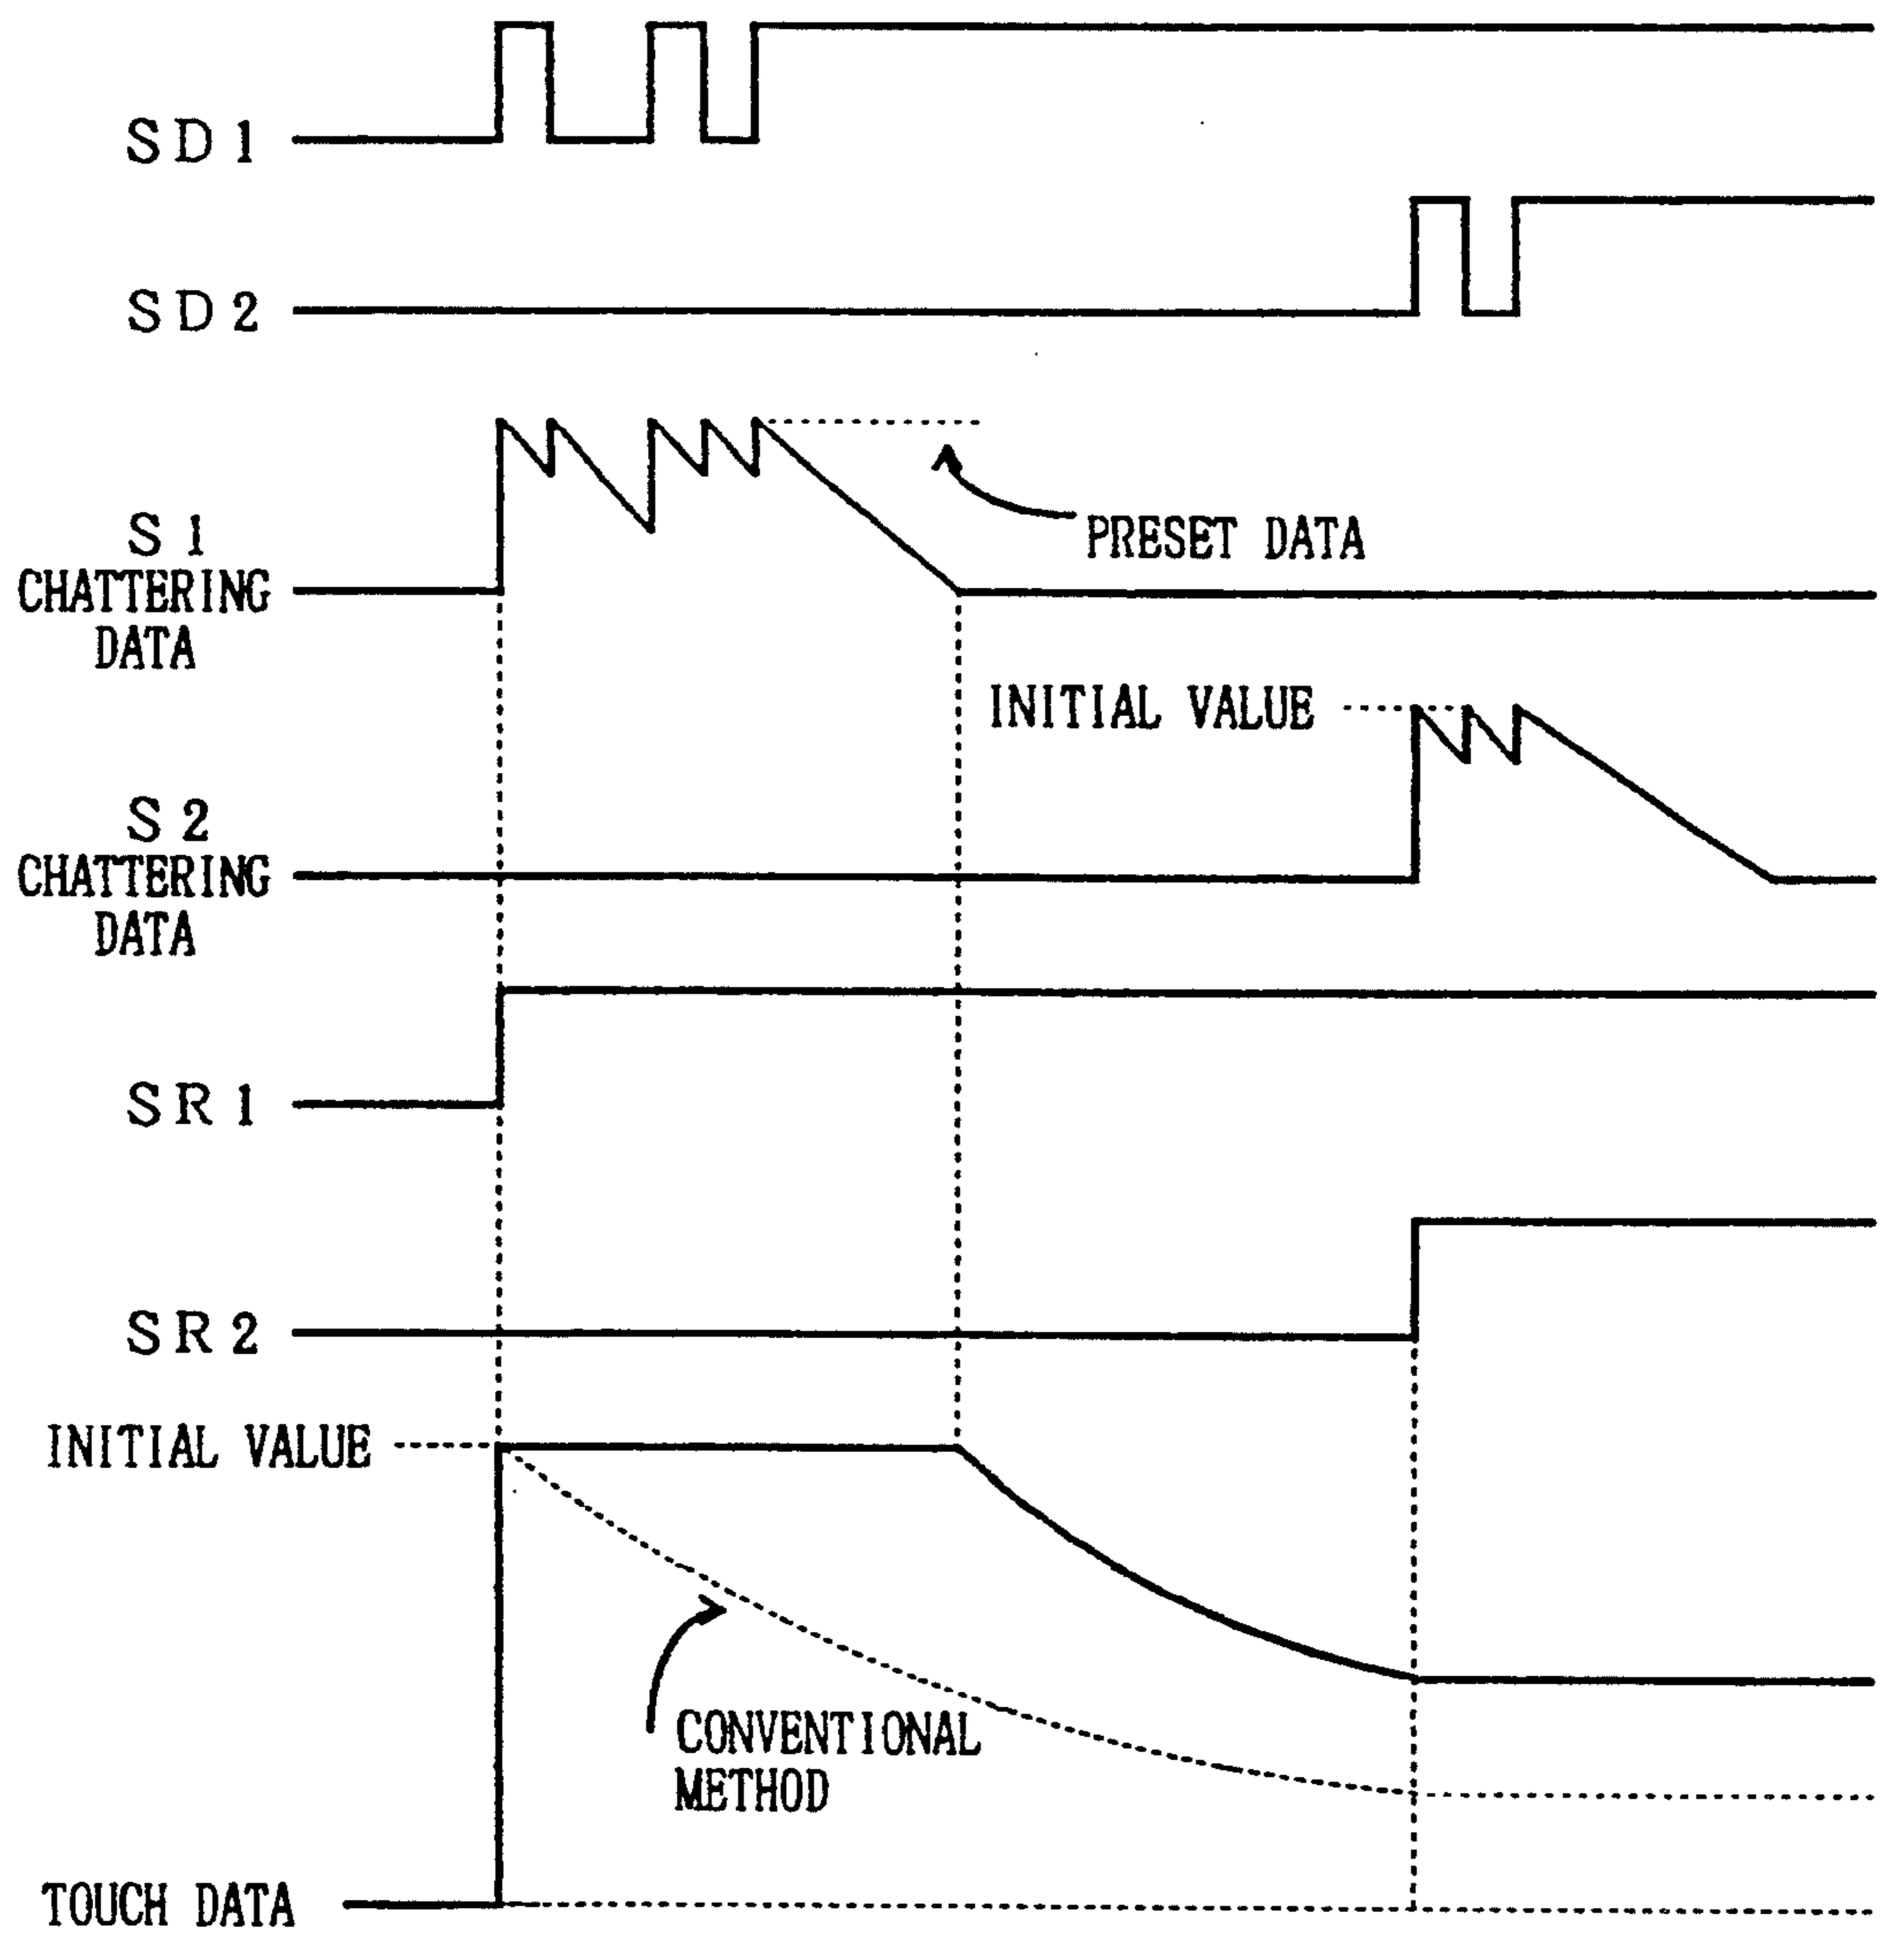 SD1
SD2
S1
CHATTERING
DATA
PRESET DATA
INITIAL VALUE
S2
CHATTERING
DATA
SR1
SR2
INITIAL VALUE
CONVENTIONAL
METHOD
TOUCH DATA